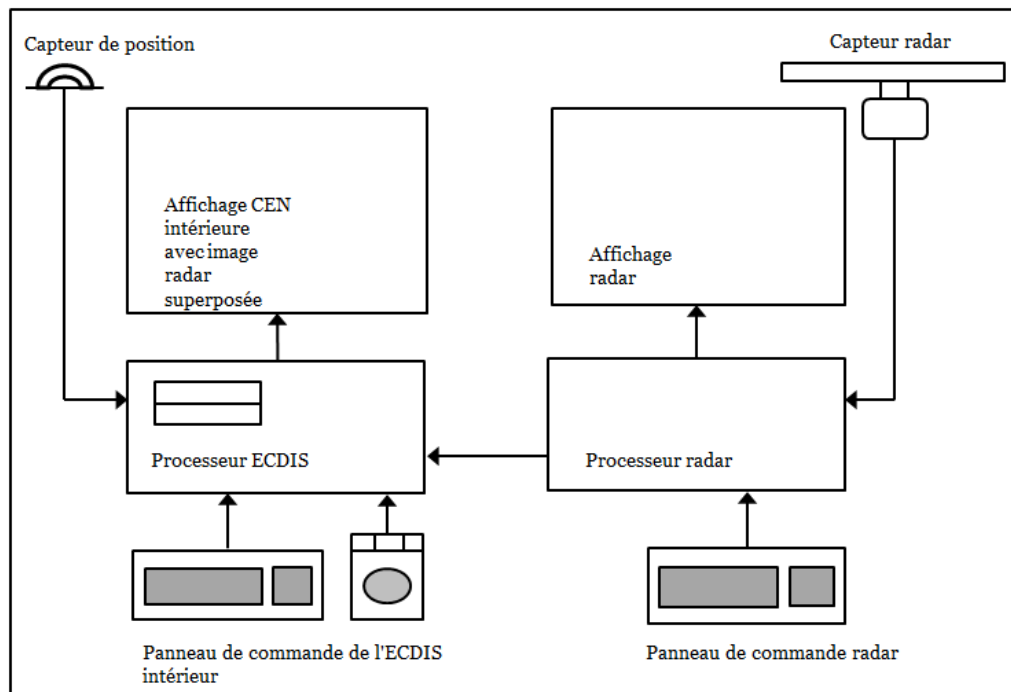 Capteur de position
Capteur radar
Affichage CEN
intérieure
avec image
radar
superposée
Affichage
radar
Processeur ECDIS
Processeur radar
Panneau de commande de l'ECDIS
intérieur
Panneau de commande radar